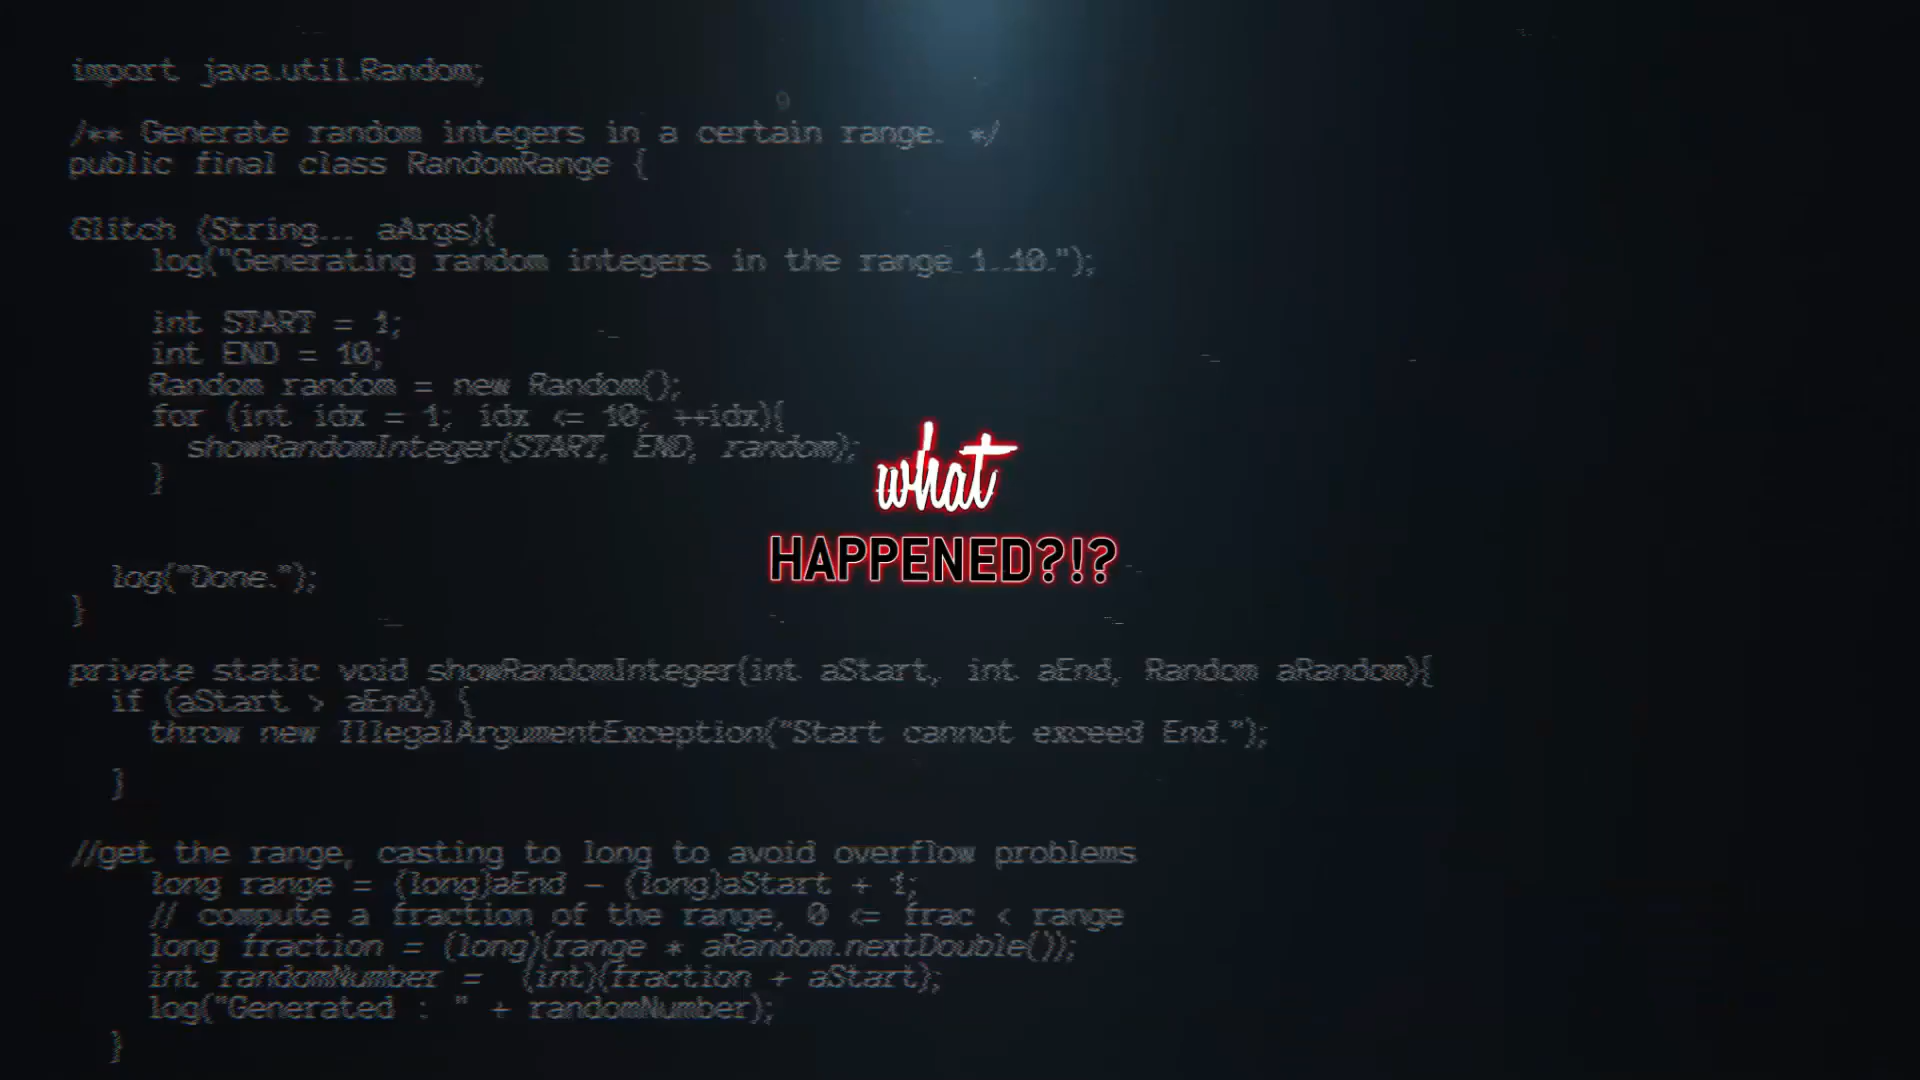 import java.util.Random;
/** Generate random integers in a certain range. */
public final class RandomRange {
Glitch (String... aArgs){
log("Generating random integers in the range 1..10.");
int START = 1;
int END = 10;
Random random = new Random();
for (int idx = 1; idx <= 10; ++idx){
showRandomInteger(START, END, random);
}
what
HAPPENED?!?
log("Done.");
}
private static void showRandomInteger(int aStart, int aEnd, Random aRandom){
if (aStart > aEnd) {
throw new IllegalArgumentException("Start cannot exceed End.");
}
//get the range, casting to long to avoid overflow problems
long range = (long)aEnd - (long)aStart + 1;
// compute a fraction of the range, 0 <= frac < range
long fraction = (long)(range * aRandom.nextDouble());
int randomNumber = (int)(fraction + aStart);
log("Generated : " + randomNumber);
}